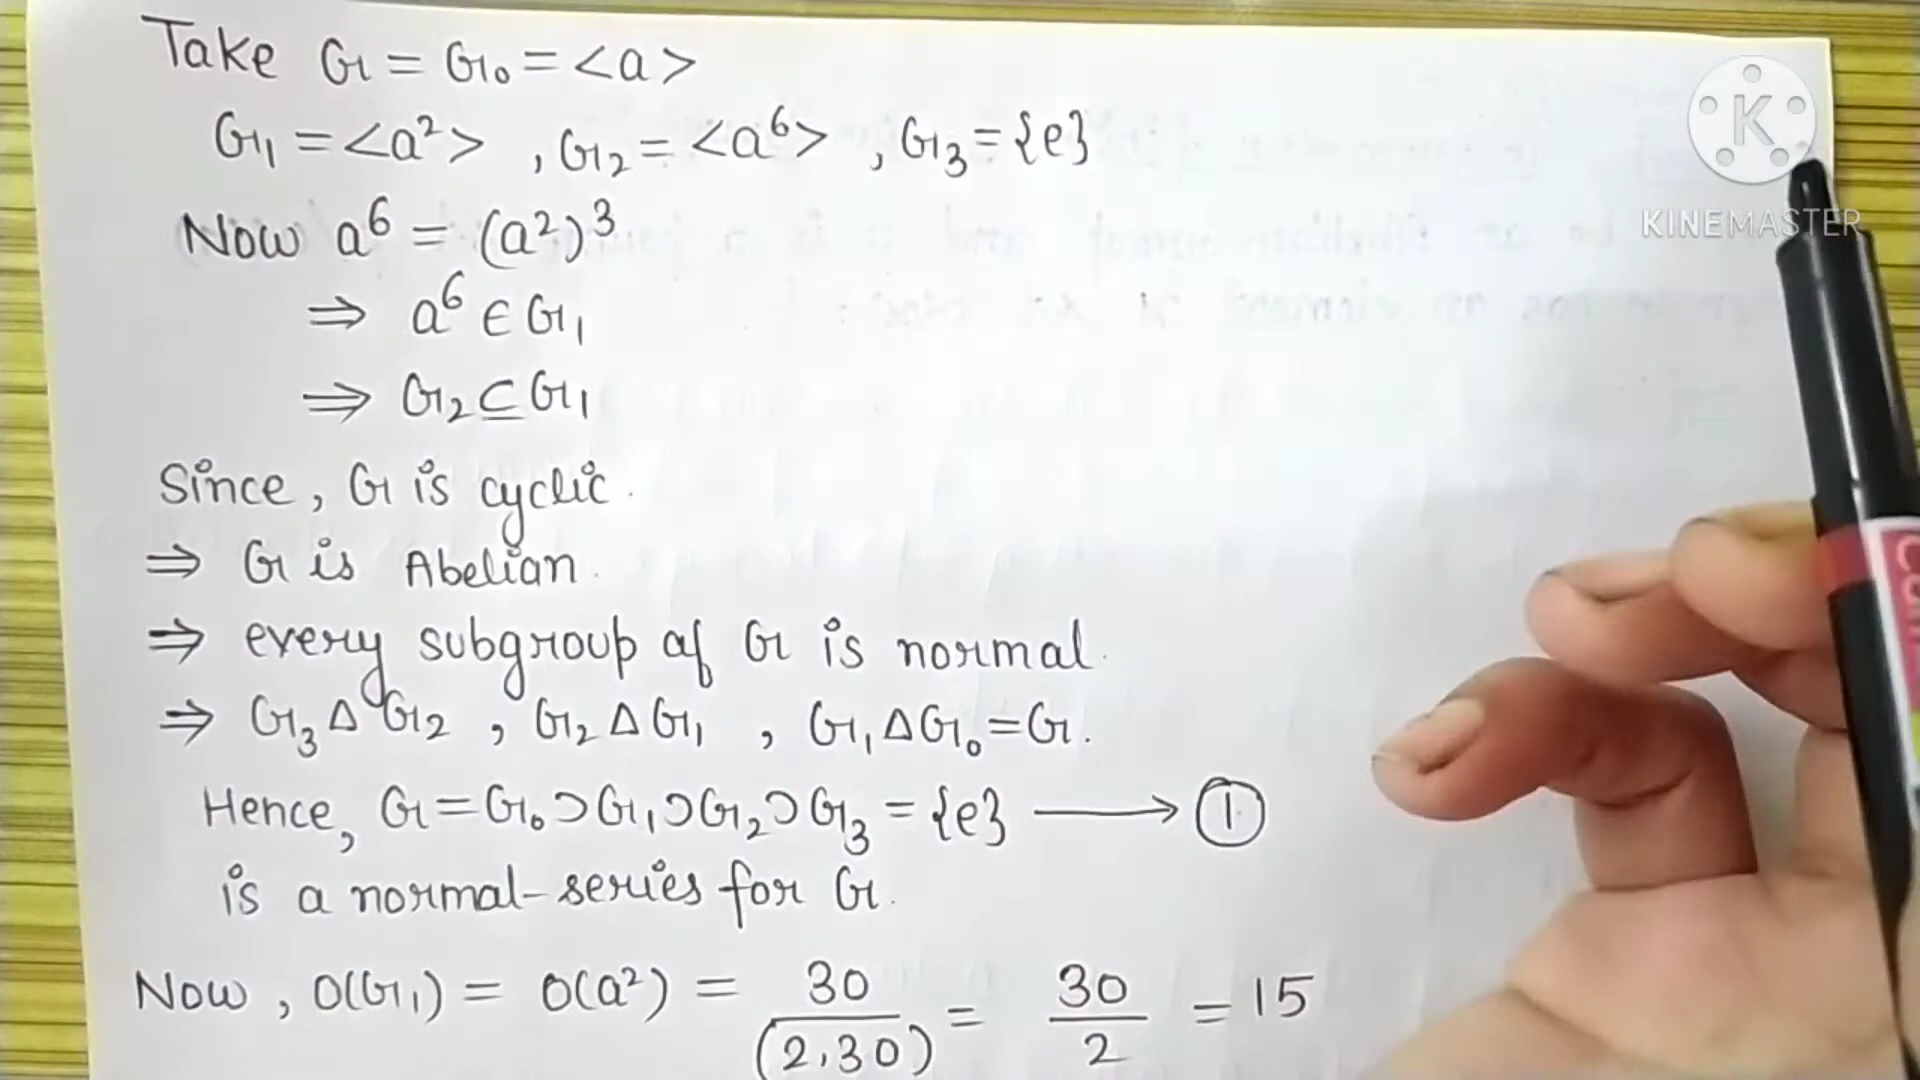 Take G = G₀ = <a>
G₁ = <a²> , G₂ = <a⁶> , G₃ = {e}
Now a⁶ = (a²)³
⇒ a⁶ ∈ G₁
⇒ G₂ ⊆ G₁
Since, G is cyclic.
⇒ G is Abelian.
⇒ every subgroup of G is normal.
⇒ G₃ Δ G₂ , G₂ Δ G₁ , G₁ Δ G₀ = G.
Hence, G = G₀ ⊃ G₁ ⊃ G₂ ⊃ G₃ = {e} ⟶ ①
is a normal-series for G.
Now, O(G₁) = O(a²) = 30/(2,30) = 30/2 = 15
K
KINEMASTER